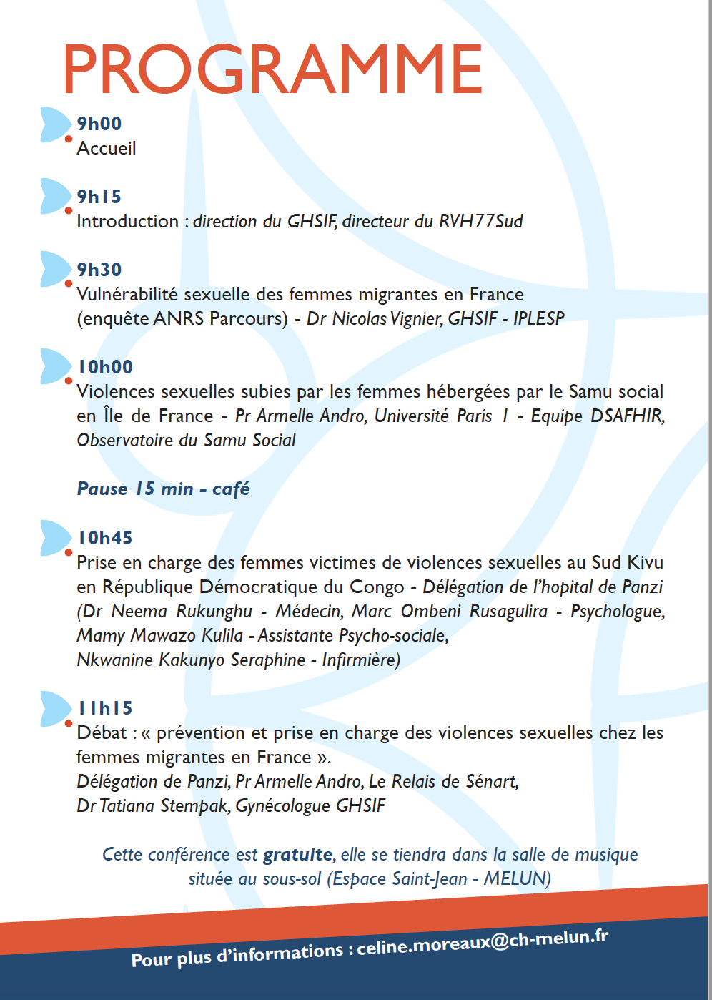 PROGRAMME
9h00
Accueil
9h15
Introduction : direction du GHSIF, directeur du RVH77Sud
9h30
Vulnérabilité sexuelle des femmes migrantes en France
(enquête ANRS Parcours) - Dr Nicolas Vignier, GHSIF - IPLESP
10h00
Violences sexuelles subies par les femmes hébergées par le Samu social
en Île de France - Pr Armelle Andro, Université Paris 1 - Equipe DSAFHIR,
Observatoire du Samu Social
Pause 15 min - café
10h45
Prise en charge des femmes victimes de violences sexuelles au Sud Kivu
en République Démocratique du Congo - Délégation de l’hopital de Panzi
(Dr Neema Rukunghu - Médecin, Marc Ombeni Rusagulira - Psychologue,
Mamy Mawazo Kulila - Assistante Psycho-sociale,
Nkwanine Kakunyo Seraphine - Infirmière)
11h15
Débat : « prévention et prise en charge des violences sexuelles chez les
femmes migrantes en France ».
Délégation de Panzi, Pr Armelle Andro, Le Relais de Sénart,
Dr Tatiana Stempak, Gynécologue GHSIF
Cette conférence est gratuite, elle se tiendra dans la salle de musique
située au sous-sol (Espace Saint-Jean - MELUN)
Pour plus d’informations : celine.moreaux@ch-melun.fr